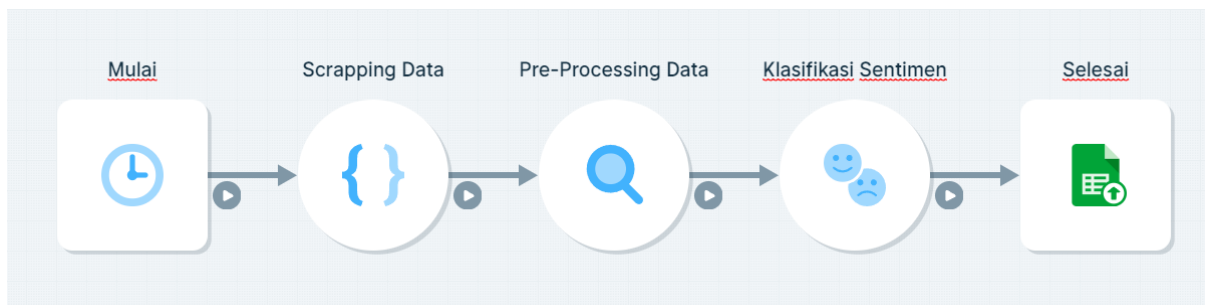 Mulai
Scrapping Data
Pre-Processing Data
Klasifikasi Sentimen
Selesai